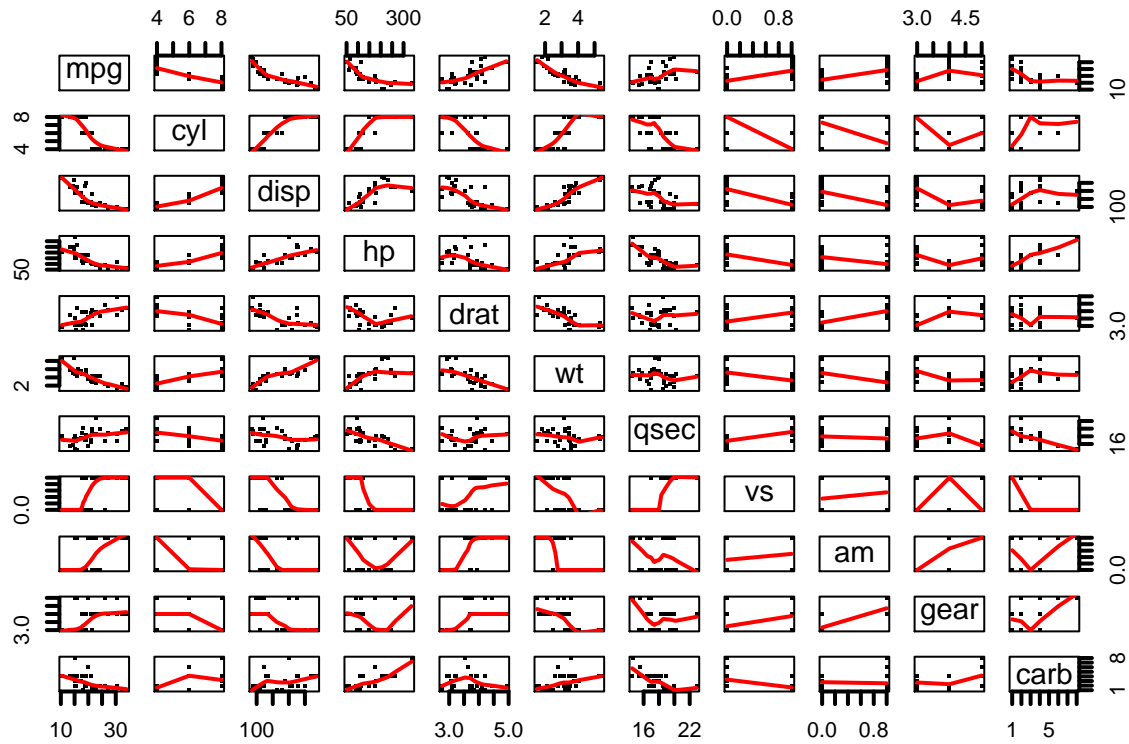 4 6 8 50 300 2 4 0.0 0.8 3.0 4.5
mpg 10
8 4 cyl
disp 100
50 hp
drat 3.0
2 wt
qsec 16
0.0 vs
am 0.0
3.0 gear
carb 1 8
10 30 100 3.0 5.0 16 22 0.0 0.8 1 5